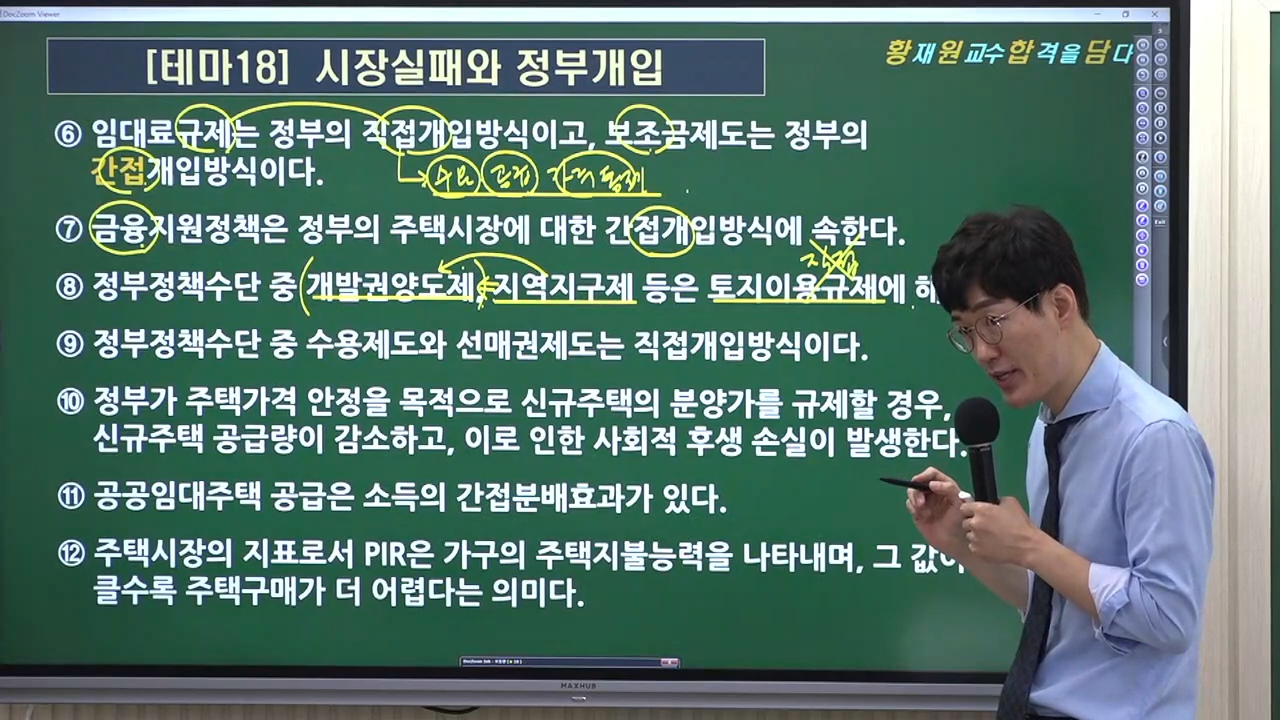 DocZoom Viewer
[테마18] 시장실패와 정부개입
황재원교수합격을담다
⑥ 임대료규제는 정부의 직접개입방식이고, 보조금제도는 정부의
간접개입방식이다.
수요 공급 가격통제
⑦ 금융지원정책은 정부의 주택시장에 대한 간접개입방식에 속한다.
직접
⑧ 정부정책수단 중 개발권양도제, 지역지구제 등은 토지이용규제에 해
⑨ 정부정책수단 중 수용제도와 선매권제도는 직접개입방식이다.
⑩ 정부가 주택가격 안정을 목적으로 신규주택의 분양가를 규제할 경우,
신규주택 공급량이 감소하고, 이로 인한 사회적 후생 손실이 발생한다.
⑪ 공공임대주택 공급은 소득의 간접분배효과가 있다.
⑫ 주택시장의 지표로서 PIR은 가구의 주택지불능력을 나타내며, 그 값이
클수록 주택구매가 더 어렵다는 의미다.
MAXHUB